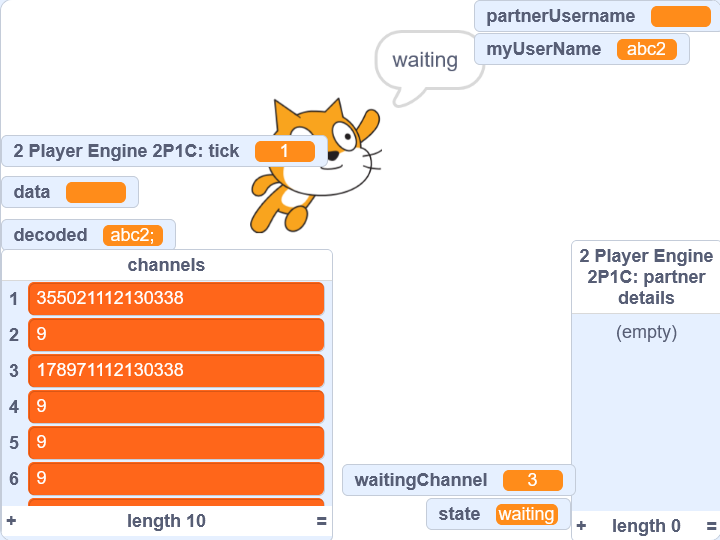 partnerUsername
myUserName abc2
waiting
2 Player Engine 2P1C: tick 1
data
decoded abc2;
channels
1 355021112130338
2 9
3 178971112130338
4 9
5 9
6 9
+ length 10 =
2 Player Engine
2P1C: partner
details
(empty)
waitingChannel 3
state waiting
+ length 0 =